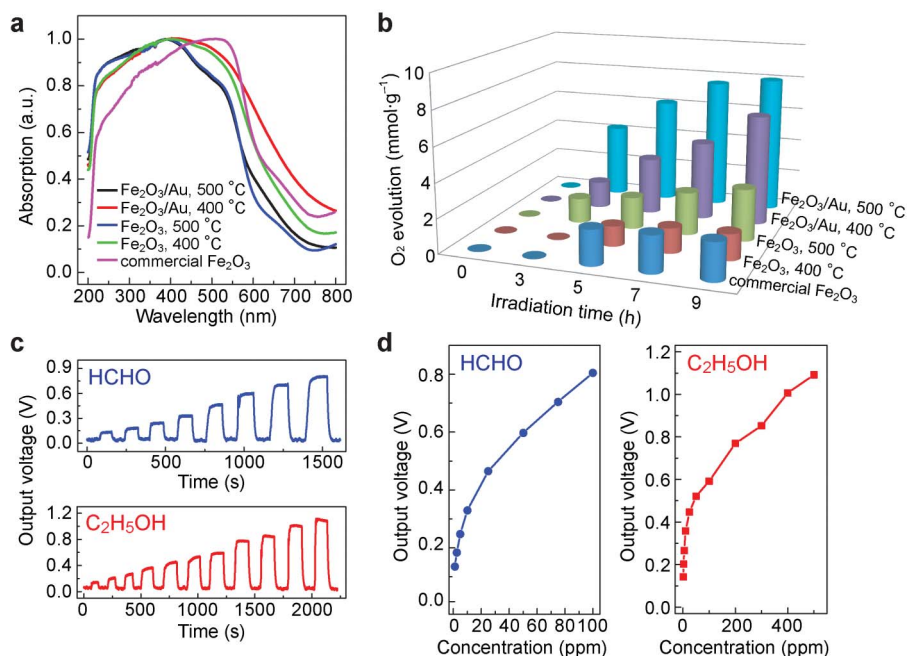 a
Absorption (a.u.)
1.0
0.8
0.6
0.4
0.2
0.0
Fe₂O₃/Au, 500 ˚C
Fe₂O₃/Au, 400 ˚C
Fe₂O₃, 500 ˚C
Fe₂O₃, 400 ˚C
commercial Fe₂O₃
200 300 400 500 600 700 800
Wavelength (nm)
b
O₂ evolution (mmol·g⁻¹)
10
8
6
4
2
0
0 3 5 7 9
Irradiation time (h)
Fe₂O₃/Au, 500 ˚C
Fe₂O₃/Au, 400 ˚C
Fe₂O₃, 500 ˚C
Fe₂O₃, 400 ˚C
commercial Fe₂O₃
c
Output voltage (V)
HCHO
0.9
0.6
0.3
0.0
0 250 500 750 1000 1250 1500
Time (s)
C₂H₅OH
1.2
0.8
0.4
0.0
0 500 1000 1500 2000
Time (s)
d
HCHO
Output voltage (V)
0.8
0.6
0.4
0.2
0.0
0 20 40 60 80 100
Concentration (ppm)
C₂H₅OH
Output voltage (V)
1.2
1.0
0.8
0.6
0.4
0.2
0.0
0 200 400
Concentration (ppm)